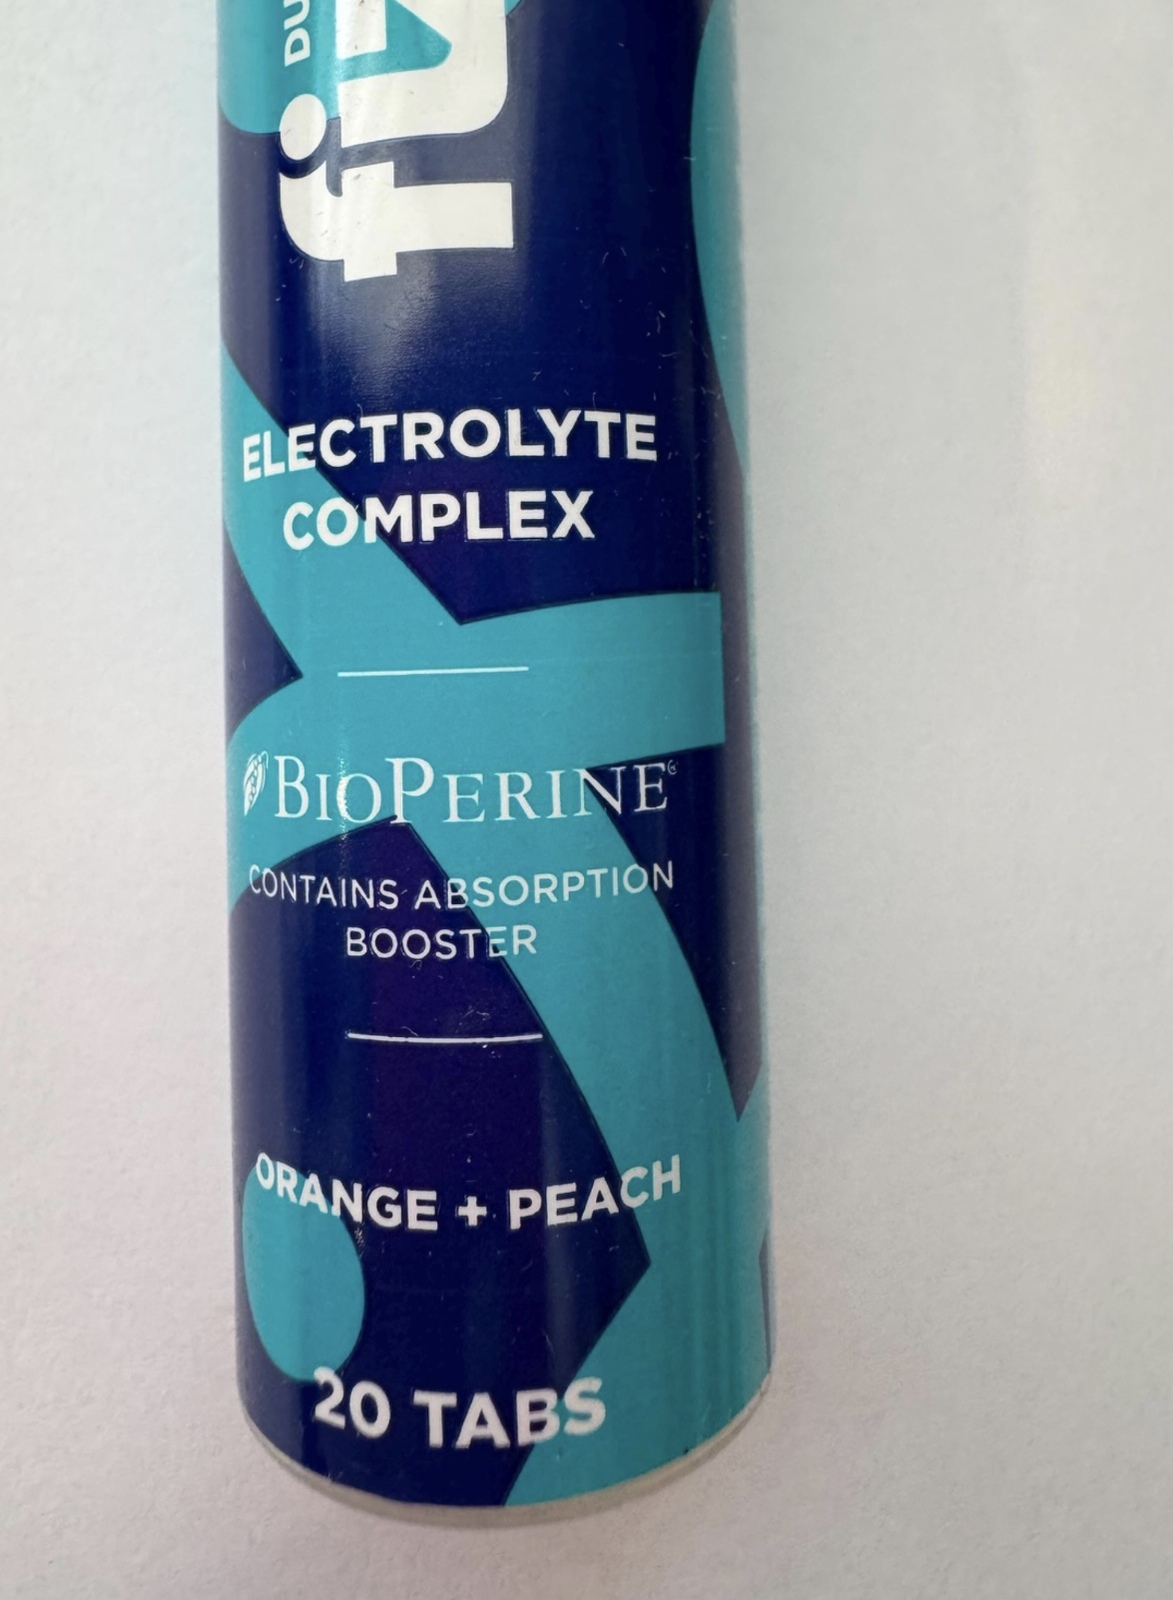 ELECTROLYTE
COMPLEX
BIOPERINE
CONTAINS ABSORPTION
BOOSTER
ORANGE + PEACH
20 TABS